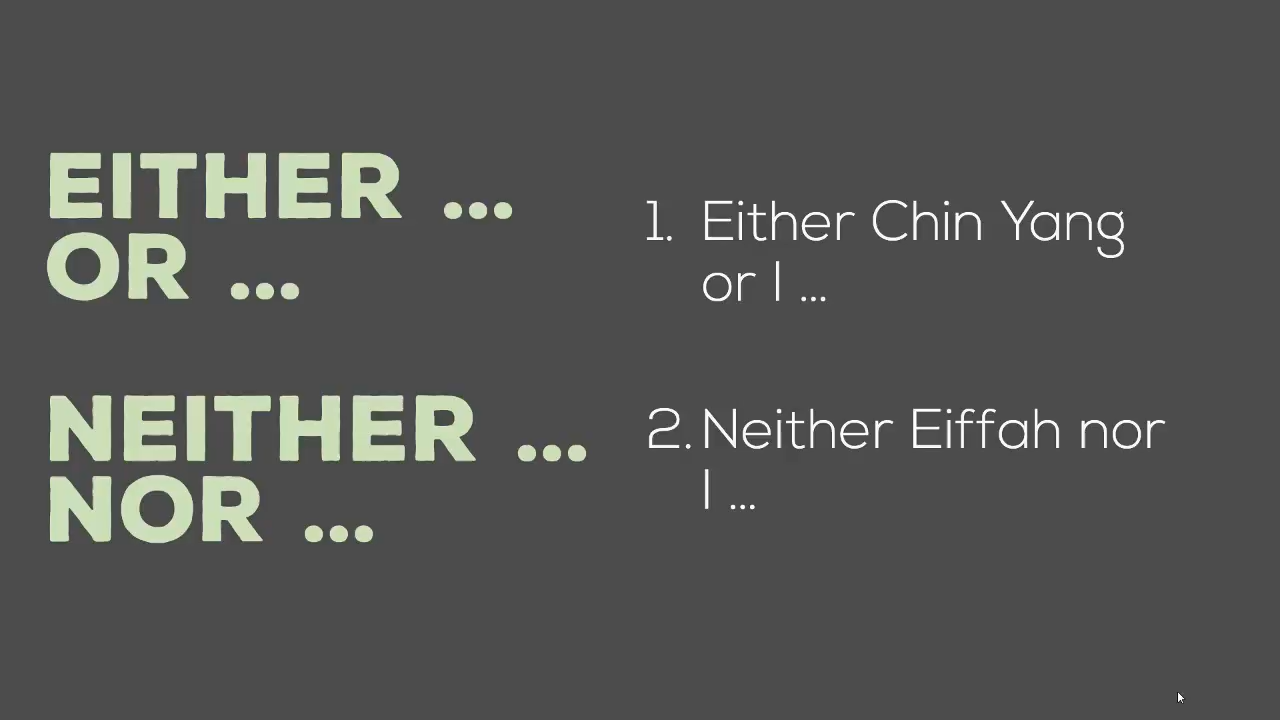 EITHER ...
OR ...
NEITHER ...
NOR ...
1. Either Chin Yang
or I ...
2. Neither Eiffah nor
I ...